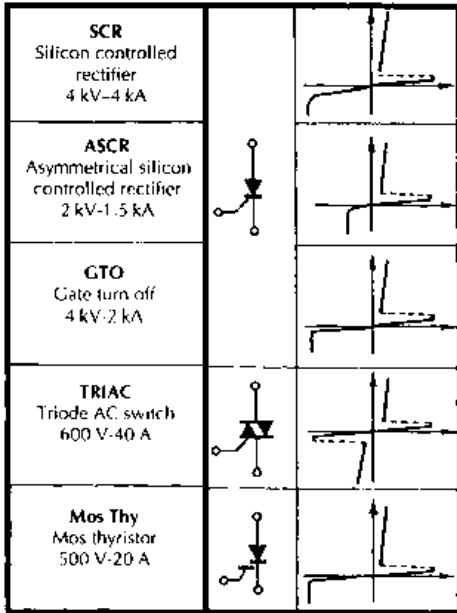 SCR
Silicon controlled
rectifier
4 kV–4 kA
ASCR
Asymmetrical silicon
controlled rectifier
2 kV-1.5 kA
GTO
Gate turn off
4 kV-2 kA
TRIAC
Triode AC switch
600 V-40 A
Mos Thy
Mos thyristor
500 V-20 A